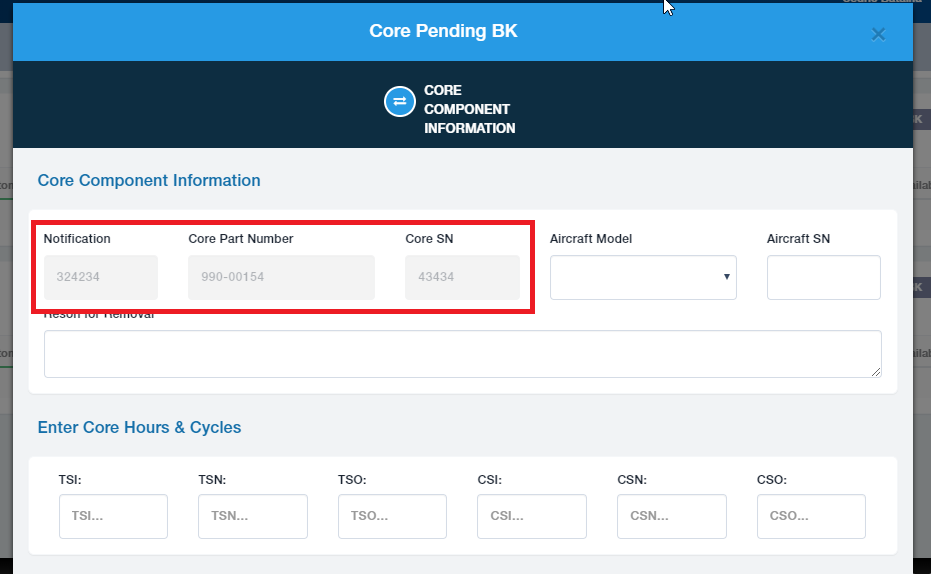 Core Pending BK
×
CORE
COMPONENT
INFORMATION
Core Component Information
Notification Core Part Number Core SN Aircraft Model Aircraft SN
324234 990-00154 43434
Reson for Removal
Enter Core Hours & Cycles
TSI: TSN: TSO: CSI: CSN: CSO:
TSI... TSN... TSO... CSI... CSN... CSO...